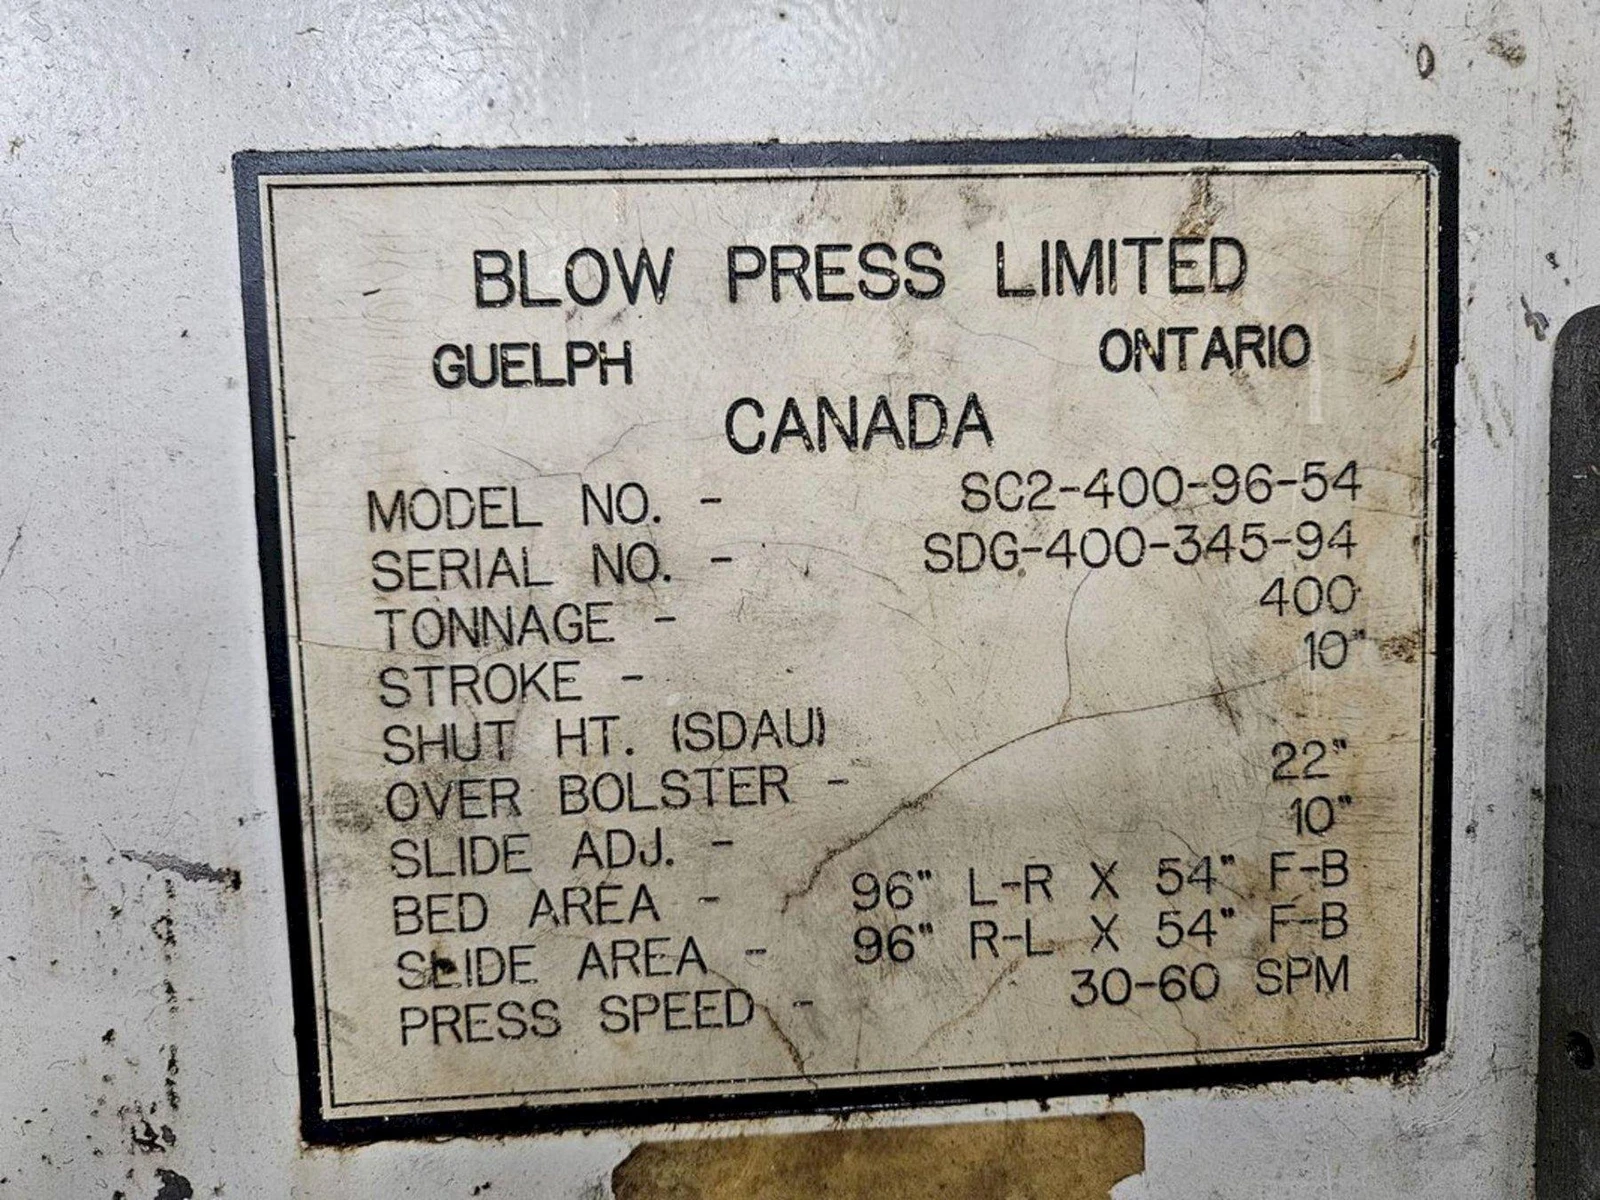 BLOW PRESS LIMITED
GUELPH ONTARIO
CANADA
MODEL NO. - SC2-400-96-54
SERIAL NO. - SDG-400-345-94
TONNAGE - 400
STROKE - 10"
SHUT HT. (SDAU)
OVER BOLSTER - 22"
SLIDE ADJ. - 10"
BED AREA - 96" L-R X 54" F-B
SLIDE AREA - 96" R-L X 54" F-B
PRESS SPEED - 30-60 SPM